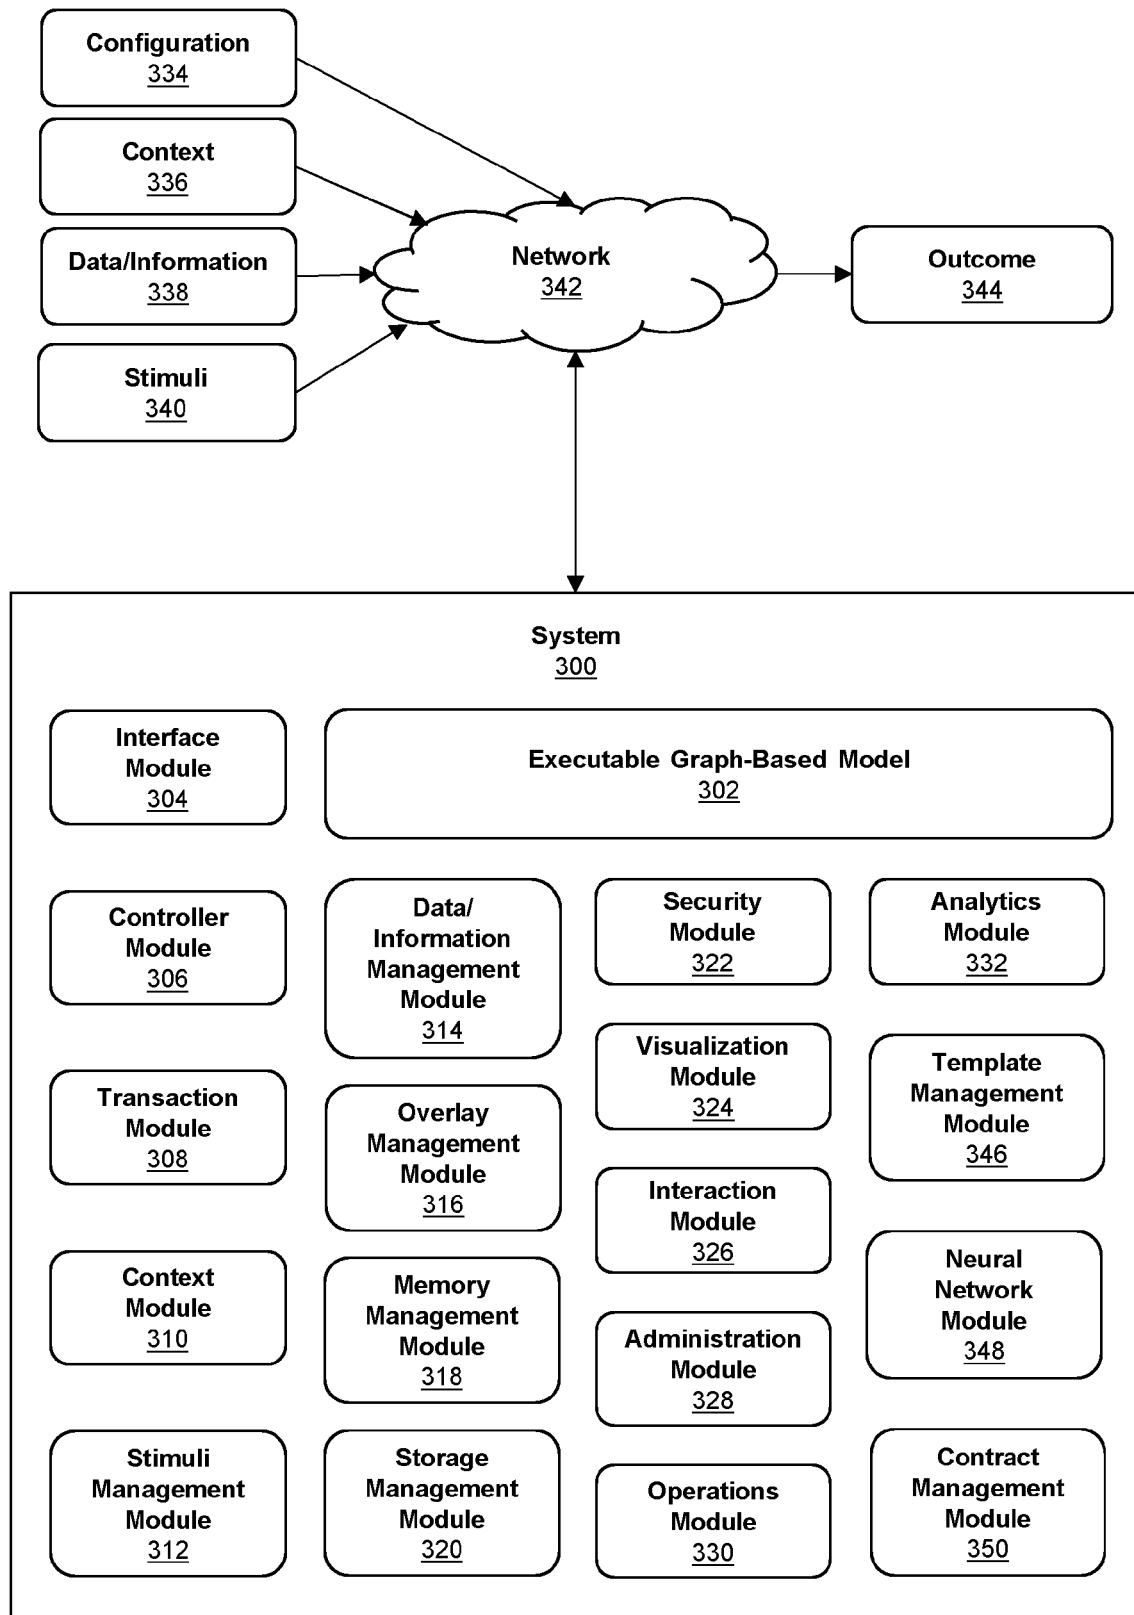 Configuration
334
Context
336
Data/Information
338
Stimuli
340
Network
342
Outcome
344
System
300
Interface
Module
304
Executable Graph-Based Model
302
Controller
Module
306
Transaction
Module
308
Context
Module
310
Stimuli
Management
Module
312
Data/
Information
Management
Module
314
Overlay
Management
Module
316
Memory
Management
Module
318
Storage
Management
Module
320
Security
Module
322
Visualization
Module
324
Interaction
Module
326
Administration
Module
328
Operations
Module
330
Analytics
Module
332
Template
Management
Module
346
Neural
Network
Module
348
Contract
Management
Module
350